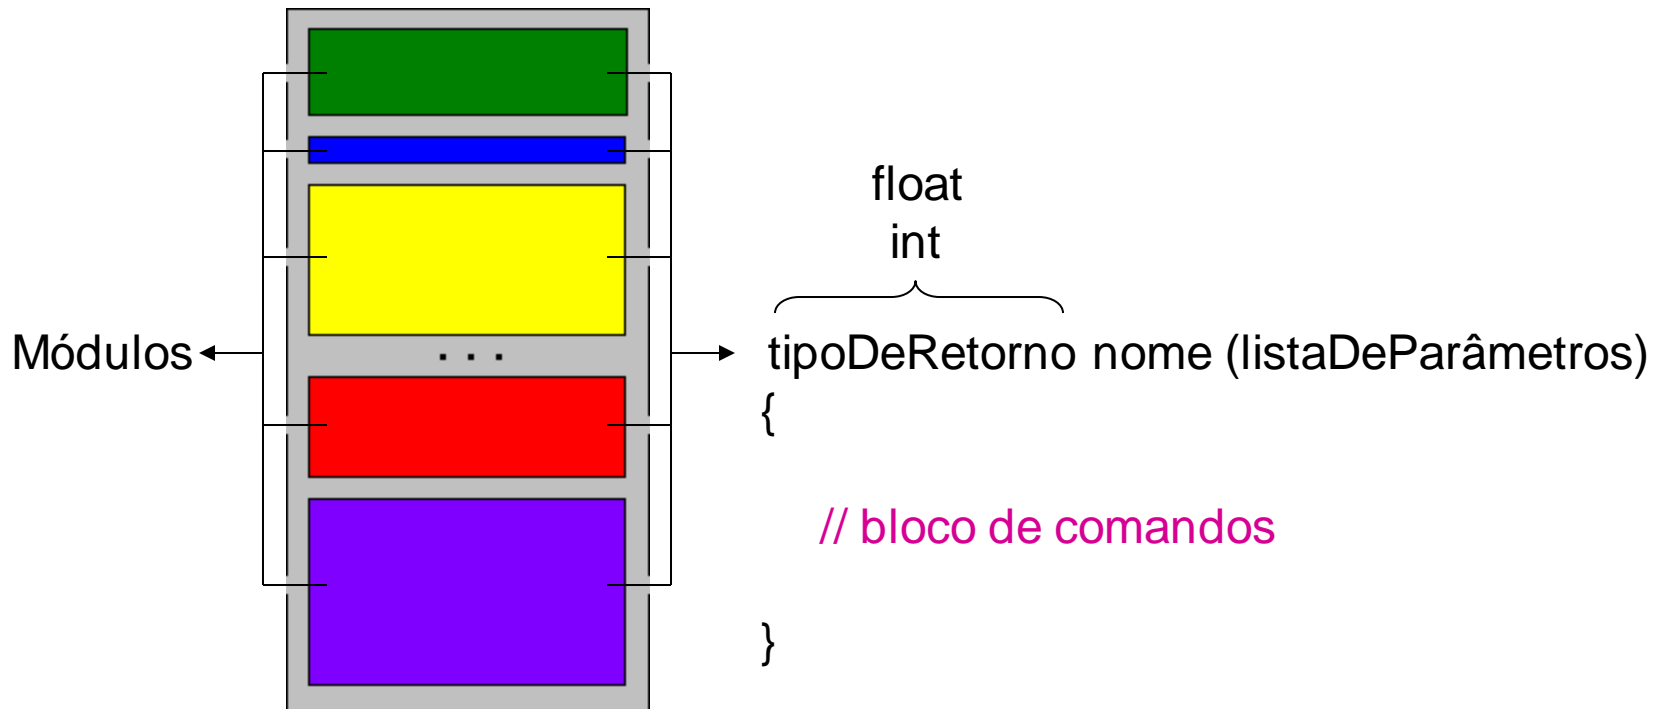 float
int
Módulos
. . .
tipoDeRetorno nome (listaDeParâmetros)
{
// bloco de comandos
}